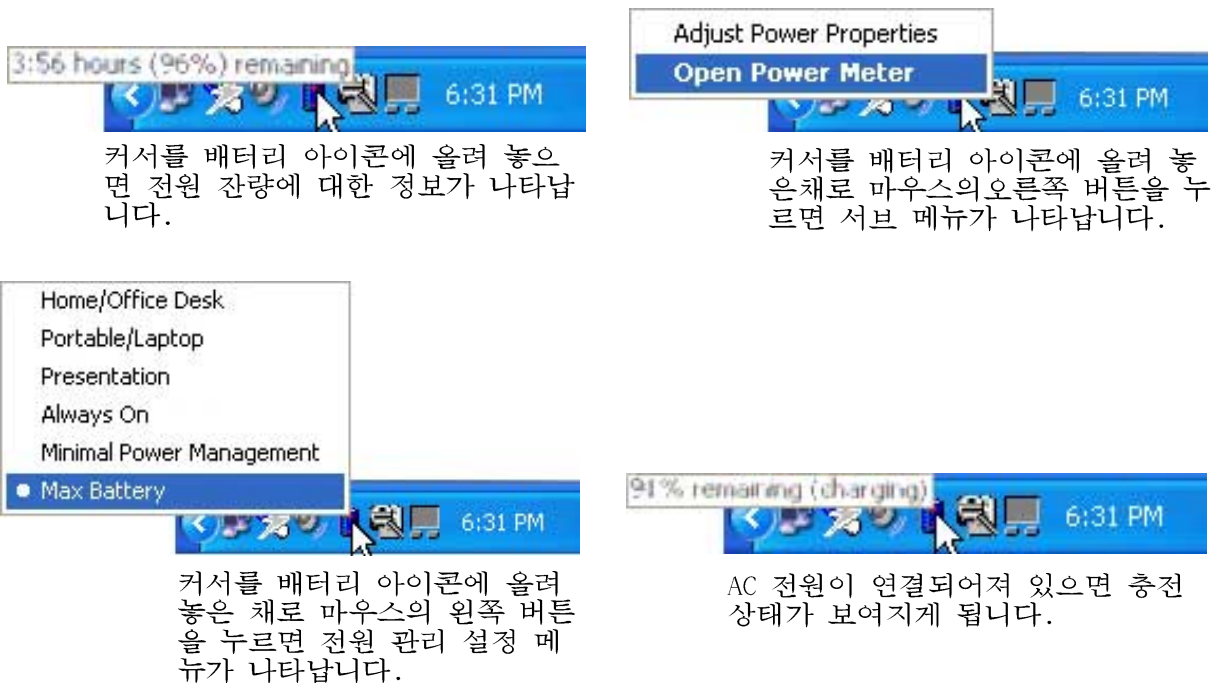 3:56 hours (96%) remaining
6:31 PM
커서를 배터리 아이콘에 올려 놓으
면 전원 잔량에 대한 정보가 나타납
니다.
Adjust Power Properties
Open Power Meter
6:31 PM
커서를 배터리 아이콘에 올려 놓
은채로 마우스의오른쪽 버튼을 누
르면 서브 메뉴가 나타납니다.
Home/Office Desk
Portable/Laptop
Presentation
Always On
Minimal Power Management
Max Battery
6:31 PM
커서를 배터리 아이콘에 올려
놓은 채로 마우스의 왼쪽 버튼
을 누르면 전원 관리 설정 메
뉴가 나타납니다.
91% remaining (charging)
6:31 PM
AC 전원이 연결되어져 있으면 충전
상태가 보여지게 됩니다.